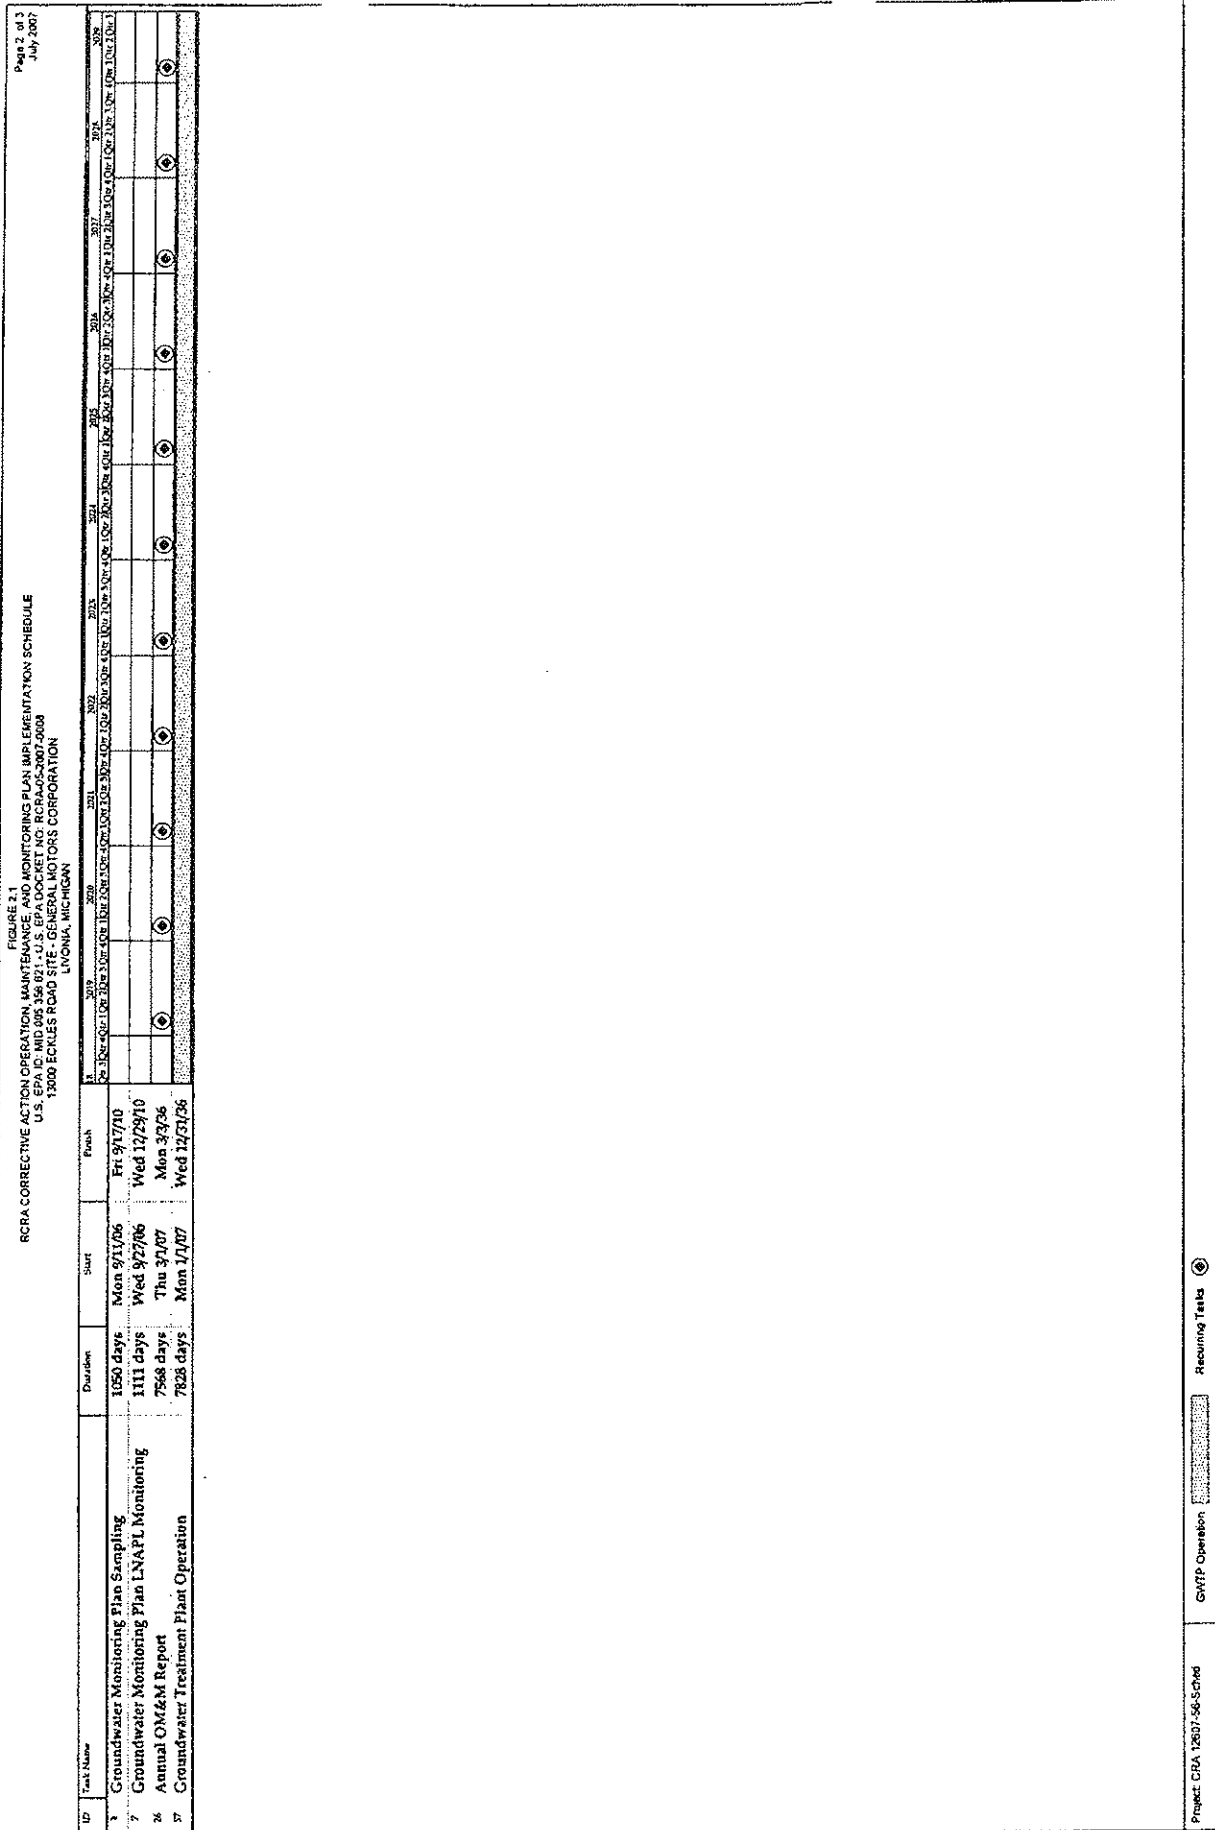 FIGURE 2.1
RCRA CORRECTIVE ACTION OPERATION, MAINTENANCE, AND MONITORING PLAN IMPLEMENTATION SCHEDULE
U.S. EPA ID: MID 005 356 621 - U.S. EPA DOCKET NO: RCRA-05-2007-0008
13000 ECKLES ROAD SITE - GENERAL MOTORS CORPORATION
LIVONIA, MICHIGAN
Page 2 of 3
July 2007
ID Task Name Duration Start Finish 2019 2020 2021 2022 2023 2024 2025 2026 2027 2028 2029
Groundwater Monitoring Plan Sampling 1050 days Mon 9/11/06 Fri 9/17/10
7 Groundwater Monitoring Plan LNAPL Monitoring 1111 days Wed 9/27/06 Wed 12/29/10
26 Annual OM&M Report 7568 days Thu 3/1/07 Mon 3/3/36
57 Groundwater Treatment Plant Operation 7828 days Mon 1/1/07 Wed 12/31/36
Project: CRA 12607-56-Sched GWTP Operation Recurring Tasks